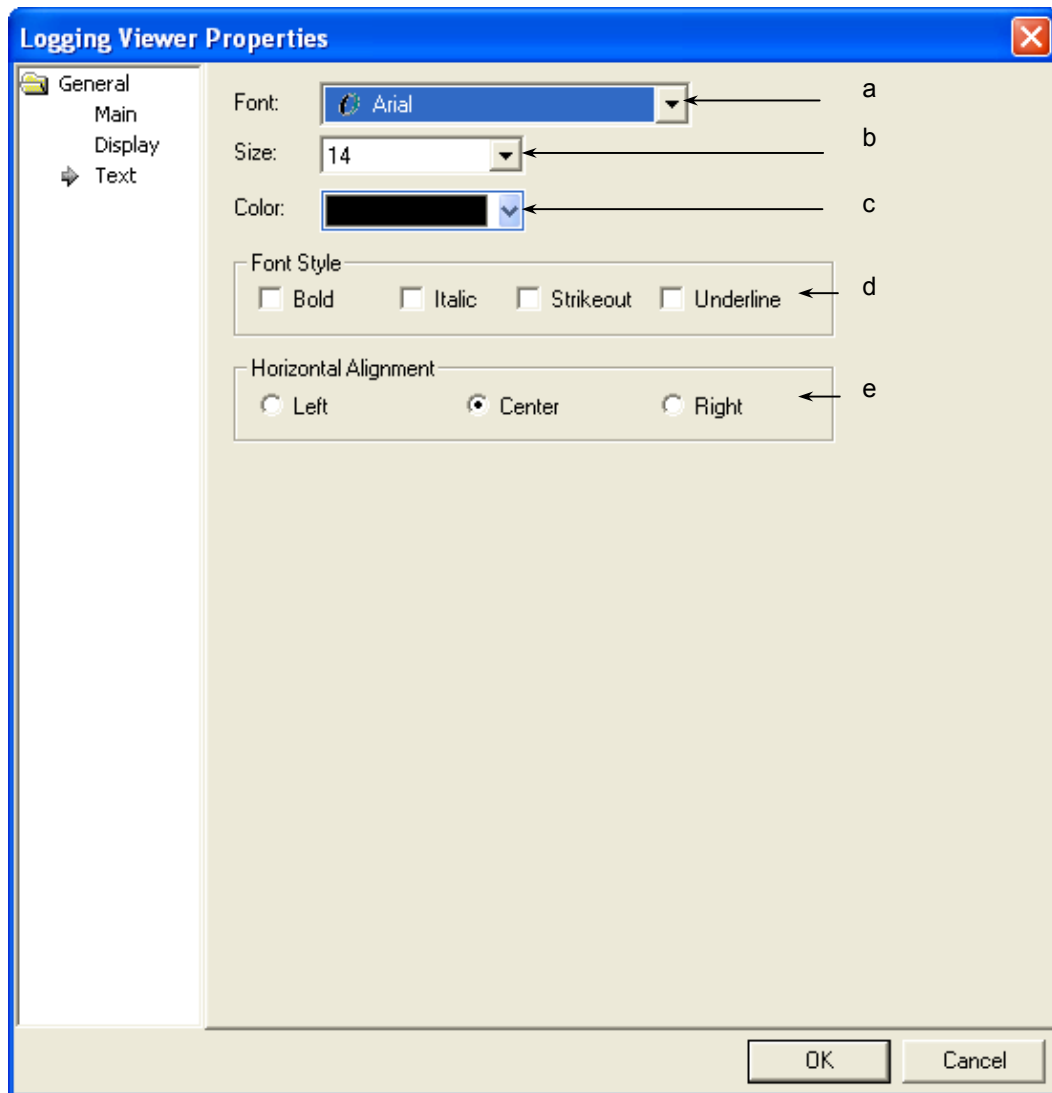 Logging Viewer Properties
General
Main
Display
Text
Font: Arial a
Size: 14 b
Color: c
Font Style
Bold Italic Strikeout Underline d
Horizontal Alignment
Left Center Right e
OK Cancel